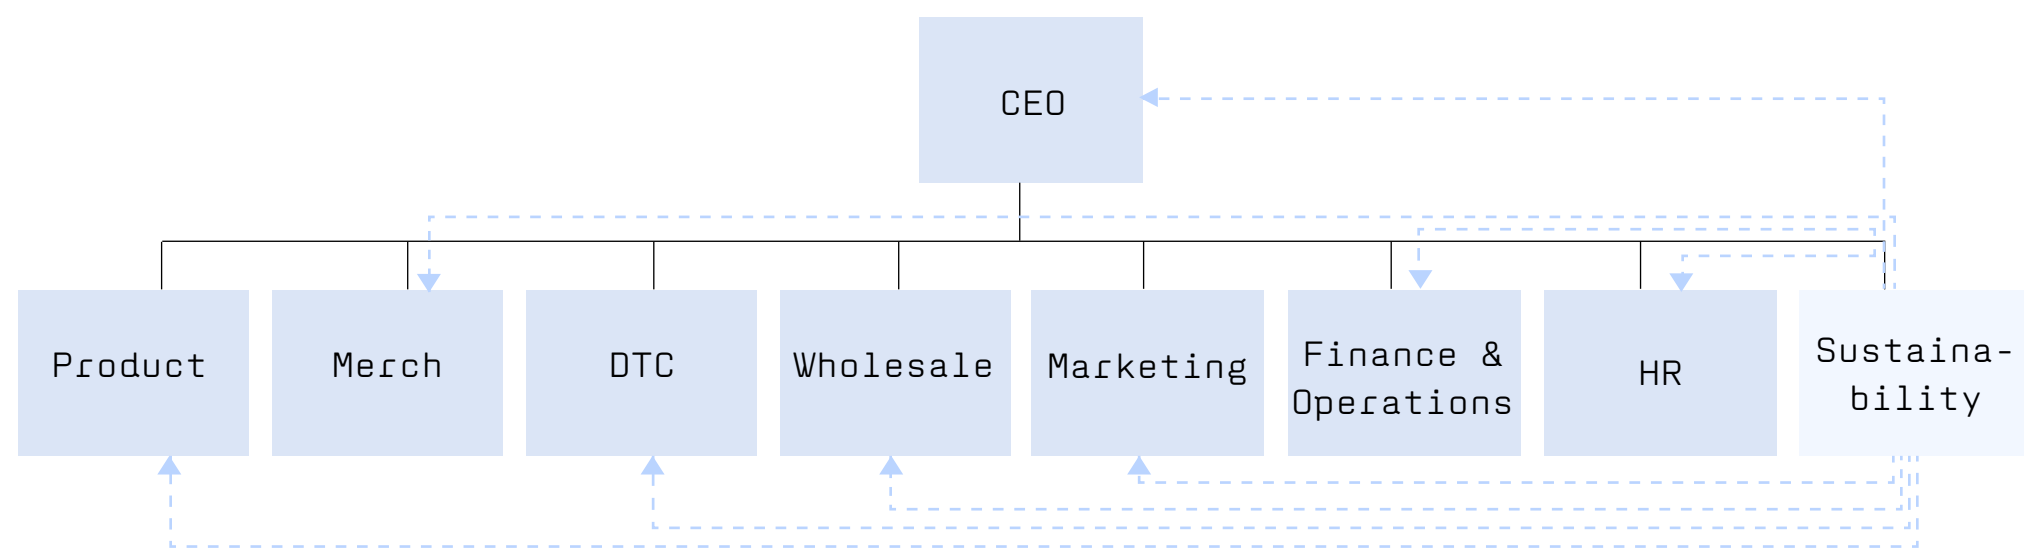 CEO
Product
Merch
DTC
Wholesale
Marketing
Finance &
Operations
HR
Sustaina-
bility